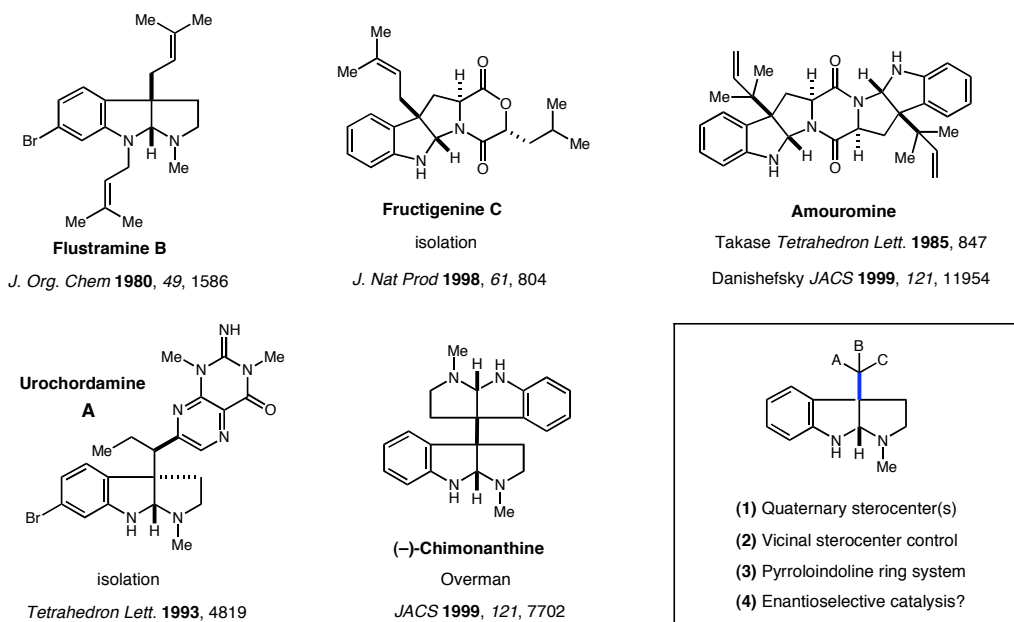 Me
Me
Br
N
N
H
Me
Me
Me
Flustramine B
J. Org. Chem 1980, 49, 1586
Me
Me
H
O
O
N
N
H
H
O
Me
Me
Fructigenine C
isolation
J. Nat Prod 1998, 61, 804
Me
Me
H
O
N
N
H
H
O
N
H
HN
H
Me
Me
Amouromine
Takase Tetrahedron Lett. 1985, 847
Danishefsky JACS 1999, 121, 11954
Urochordamine
A
NH
Me
N
N
Me
N
O
N
Me
Br
N
H
H
N
Me
isolation
Tetrahedron Lett. 1993, 4819
Me
N
H
H
N
N
H
H
N
Me
(–)-Chimonanthine
Overman
JACS 1999, 121, 7702
B
A
C
N
H
H
N
Me
(1) Quaternary sterocenter(s)
(2) Vicinal sterocenter control
(3) Pyrroloindoline ring system
(4) Enantioselective catalysis?